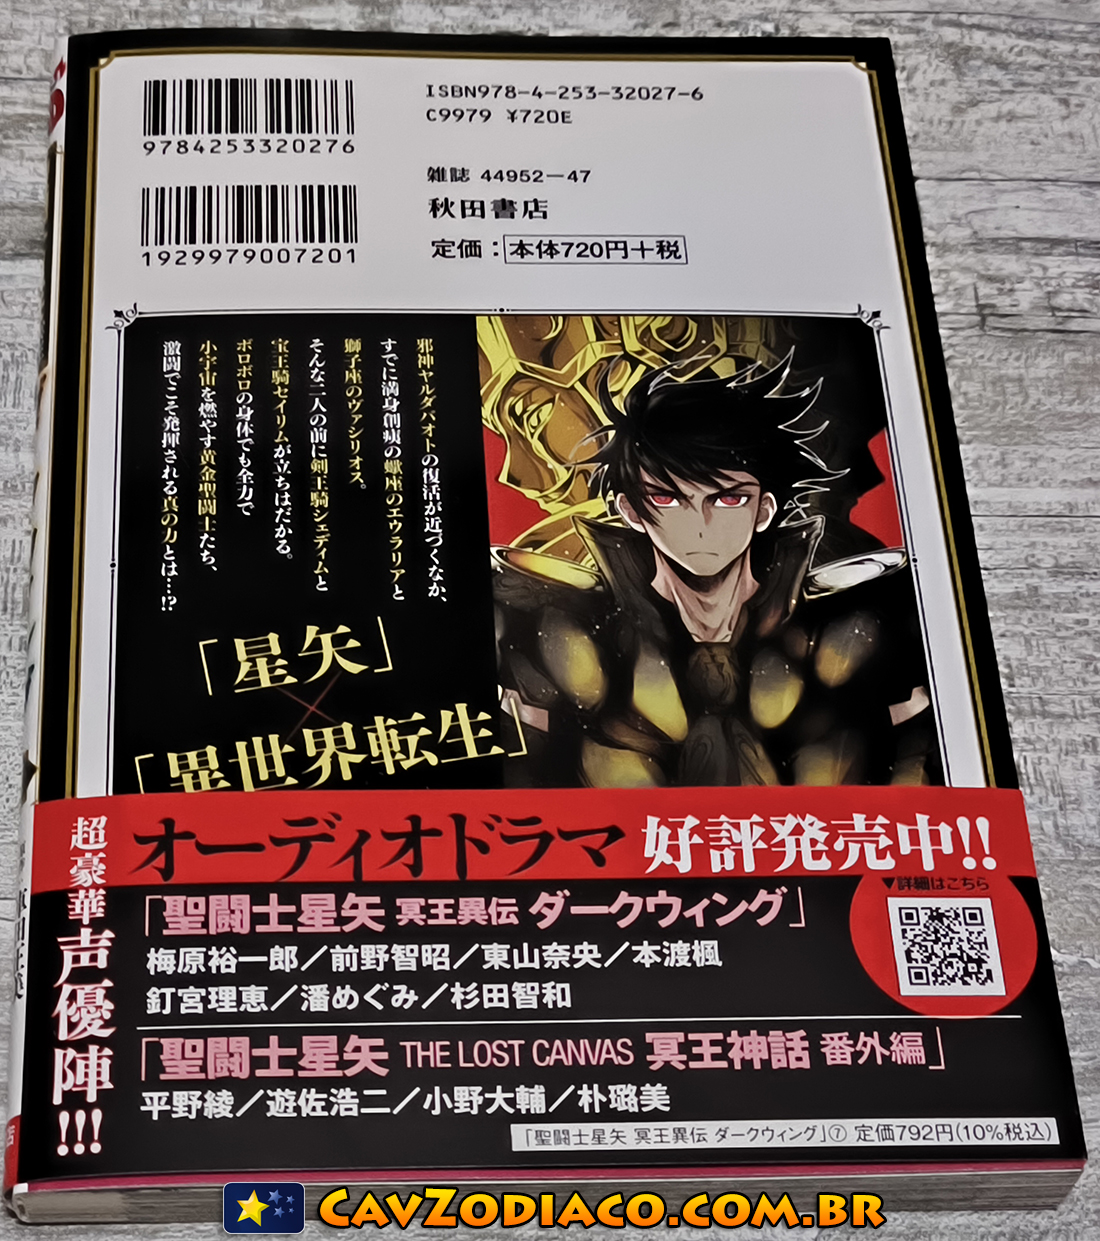 ISBN978-4-253-32027-6
C9979 ¥720E
9784253320276
雑誌 44952-47
秋田書店
1929979007201
定価：本体720円+税
邪神ヤルダバオトの復活が近づくなか、
すでに満身創痍の蠍座のエウラリアと
獅子座のヴァシリオス。
そんな二人の前に剣王騎シェディムと
宝王騎セイリムが立ちはだかる。
ボロボロの身体でも全力で
小宇宙を燃やす黄金聖闘士たち、
激闘でこそ発揮される真の力とは…!?
「星矢」
×
「異世界転生」
超豪華声優陣!!!
オーディオドラマ 好評発売中!!
▼詳細はこちら
「聖闘士星矢 冥王異伝 ダークウィング」
梅原裕一郎／前野智昭／東山奈央／本渡楓
釘宮理恵／潘めぐみ／杉田智和
「聖闘士星矢 THE LOST CANVAS 冥王神話 番外編」
平野綾／遊佐浩二／小野大輔／朴璐美
「聖闘士星矢 冥王異伝 ダークウィング」⑦ 定価792円(10%税込)
CAVZODIACO.COM.BR